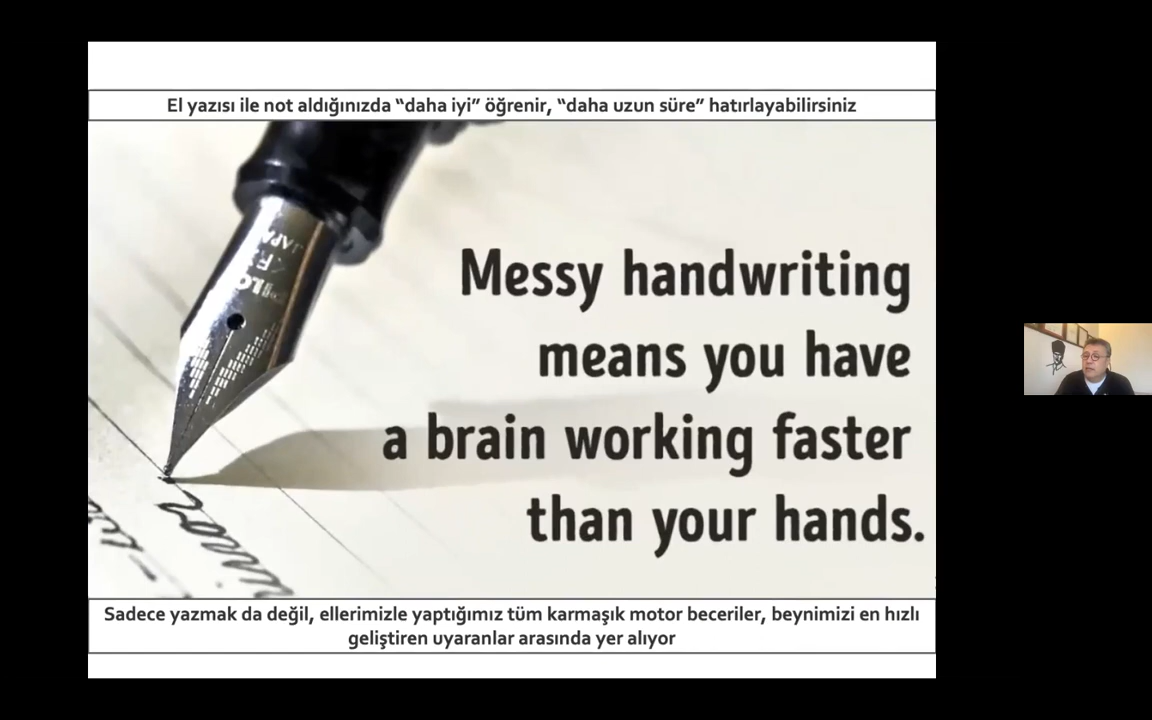 El yazısı ile not aldığınızda “daha iyi” öğrenir, “daha uzun süre” hatırlayabilirsiniz
JAPAN
PILOT
Messy handwriting
means you have
a brain working faster
than your hands.
Sadece yazmak da değil, ellerimizle yaptığımız tüm karmaşık motor beceriler, beynimizi en hızlı
geliştiren uyaranlar arasında yer alıyor